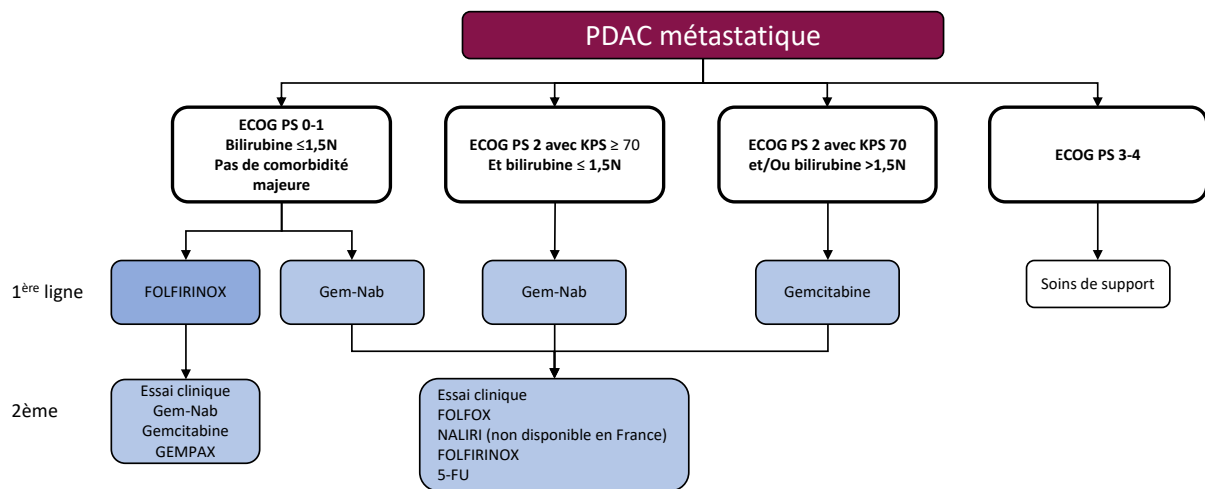 PDAC métastatique
ECOG PS 0-1
Bilirubine ≤1,5N
Pas de comorbidité
majeure
ECOG PS 2 avec KPS ≥ 70
Et bilirubine ≤ 1,5N
ECOG PS 2 avec KPS 70
et/Ou bilirubine >1,5N
ECOG PS 3-4
1ère ligne
FOLFIRINOX
Gem-Nab
Gem-Nab
Gemcitabine
Soins de support
2ème
Essai clinique
Gem-Nab
Gemcitabine
GEMPAX
Essai clinique
FOLFOX
NALIRI (non disponible en France)
FOLFIRINOX
5-FU